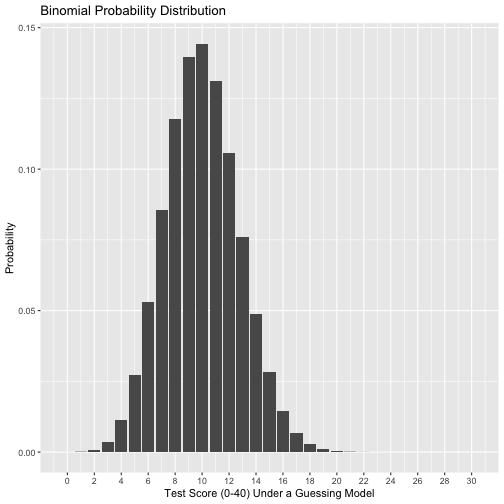 Binomial Probability Distribution
0.15
0.10
0.05
0.00
Probability
0 2 4 6 8 10 12 14 16 18 20 22 24 26 28 30
Test Score (0-40) Under a Guessing Model